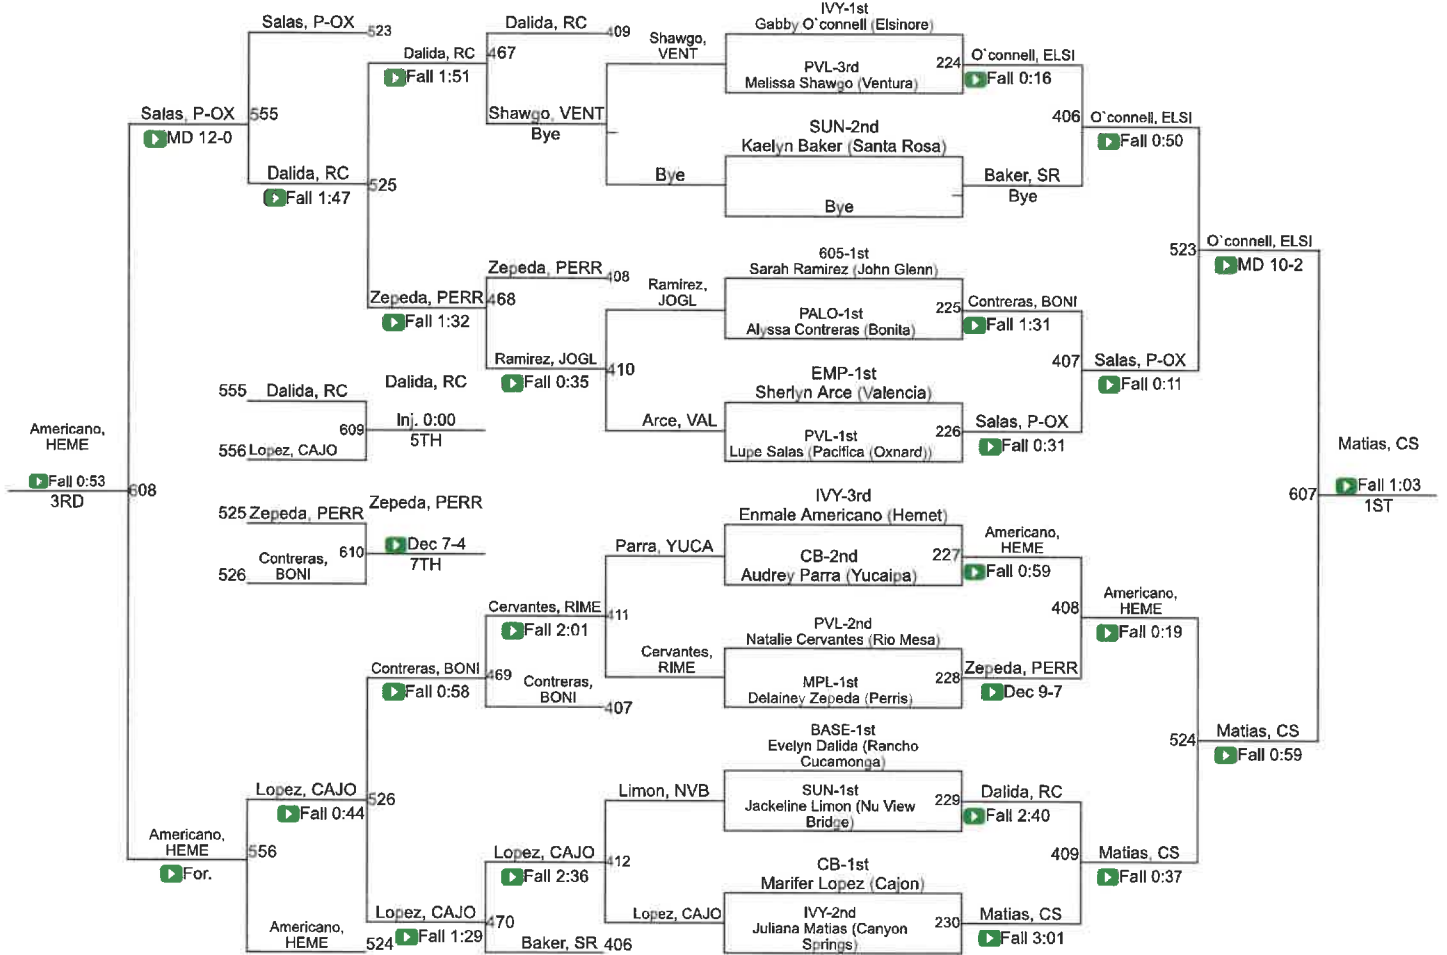 Salas, P-OX
523
Salas, P-OX
MD 12-0
555
Dalida, RC
Fall 1:47
Dalida, RC
Fall 1:51
525
Zepeda, PERR
Fall 1:32
Dalida, RC
409
467
Shawgo, VENT
Bye
Zepeda, PERR
408
468
Ramirez, JOGL
Fall 0:35
410
Shawgo,
VENT
Bye
Ramirez,
JOGL
Arce, VAL
IVY-1st
Gabby O`connell (Elsinore)
PVL-3rd
Melissa Shawgo (Ventura)
224
O`connell, ELSI
Fall 0:16
SUN-2nd
Kaelyn Baker (Santa Rosa)
Bye
Baker, SR
Bye
406
O`connell, ELSI
Fall 0:50
605-1st
Sarah Ramirez (John Glenn)
PALO-1st
Alyssa Contreras (Bonita)
225
Contreras, BONI
Fall 1:31
EMP-1st
Sherlyn Arce (Valencia)
PVL-1st
Lupe Salas (Pacifica (Oxnard))
226
Salas, P-OX
Fall 0:31
407
Salas, P-OX
Fall 0:11
523
O`connell, ELSI
MD 10-2
555
Dalida, RC
556
Lopez, CAJO
609
Dalida, RC
Inj. 0:00
5TH
Americano,
HEME
Fall 0:53
3RD
608
525
Zepeda, PERR
526
Contreras,
BONI
610
Zepeda, PERR
Dec 7-4
7TH
Matias, CS
Fall 1:03
1ST
607
IVY-3rd
Enmale Americano (Hemet)
CB-2nd
Audrey Parra (Yucaipa)
227
Americano,
HEME
Fall 0:59
PVL-2nd
Natalie Cervantes (Rio Mesa)
MPL-1st
Delainey Zepeda (Perris)
228
Zepeda, PERR
Dec 9-7
408
Americano,
HEME
Fall 0:19
BASE-1st
Evelyn Dalida (Rancho
Cucamonga)
SUN-1st
Jackeline Limon (Nu View
Bridge)
229
Dalida, RC
Fall 2:40
CB-1st
Marifer Lopez (Cajon)
IVY-2nd
Juliana Matias (Canyon
Springs)
230
Matias, CS
Fall 3:01
409
Matias, CS
Fall 0:37
524
Matias, CS
Fall 0:59
Parra, YUCA
Cervantes,
RIME
Cervantes, RIME
Fall 2:01
411
Contreras,
BONI
407
Contreras, BONI
Fall 0:58
469
Limon, NVB
Lopez, CAJO
Lopez, CAJO
Fall 2:36
412
Baker, SR
406
Lopez, CAJO
Fall 1:29
470
Lopez, CAJO
Fall 0:44
526
Americano,
HEME
524
Americano,
HEME
For.
556